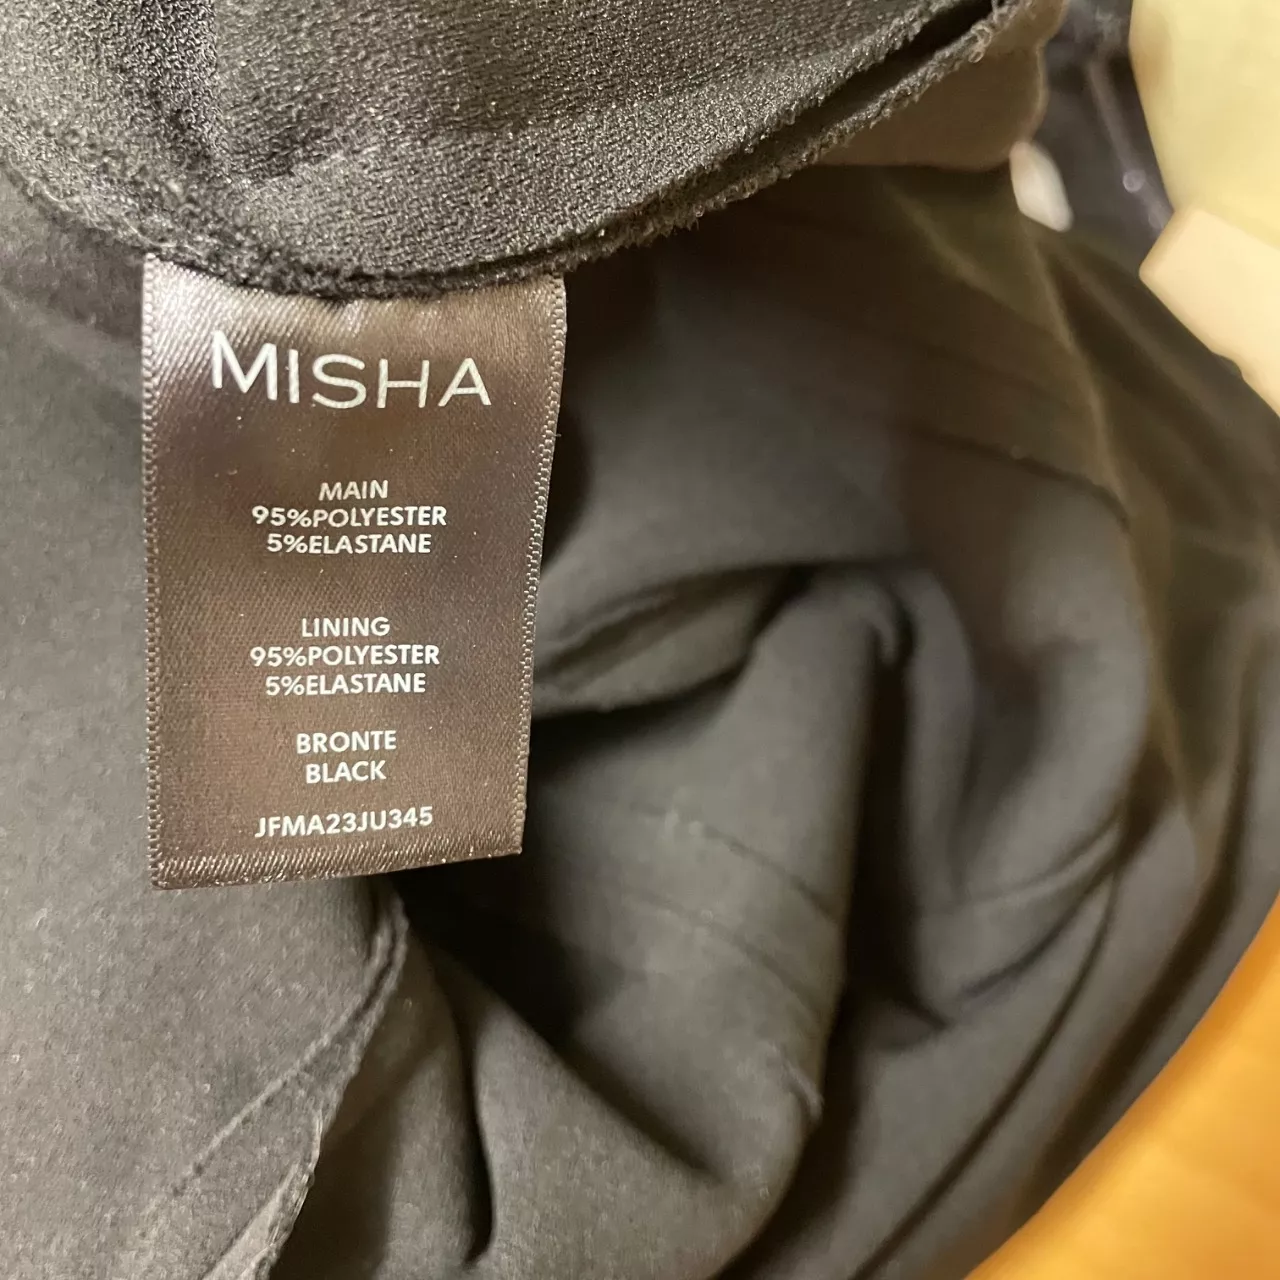 MISHA
MAIN
95%POLYESTER
5%ELASTANE
LINING
95%POLYESTER
5%ELASTANE
BRONTE
BLACK
JFMA23JU345